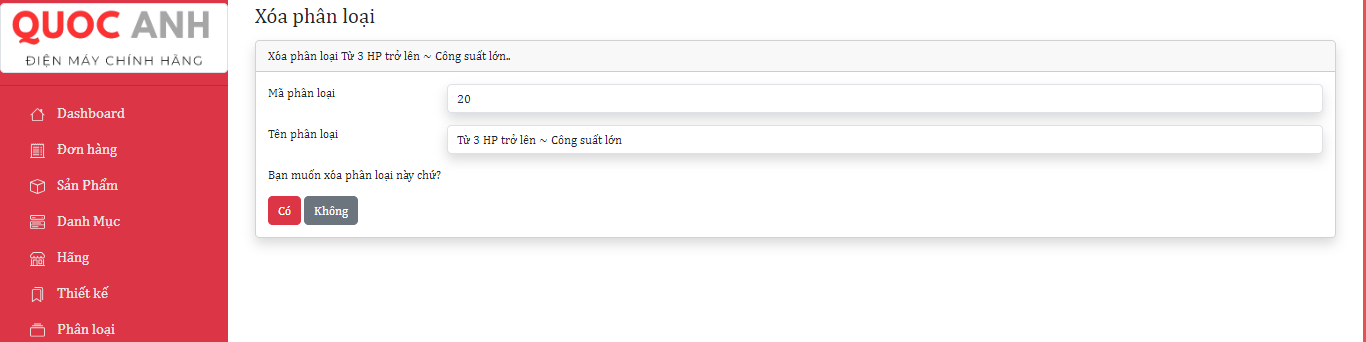 QUOC ANH
ĐIỆN MÁY CHÍNH HÃNG
Dashboard
Đơn hàng
Sản Phẩm
Danh Mục
Hãng
Thiết kế
Phân loại
Xóa phân loại
Xóa phân loại Từ 3 HP trở lên ~ Công suất lớn..
Mã phân loại
20
Tên phân loại
Từ 3 HP trở lên ~ Công suất lớn
Bạn muốn xóa phân loại này chứ?
Có Không